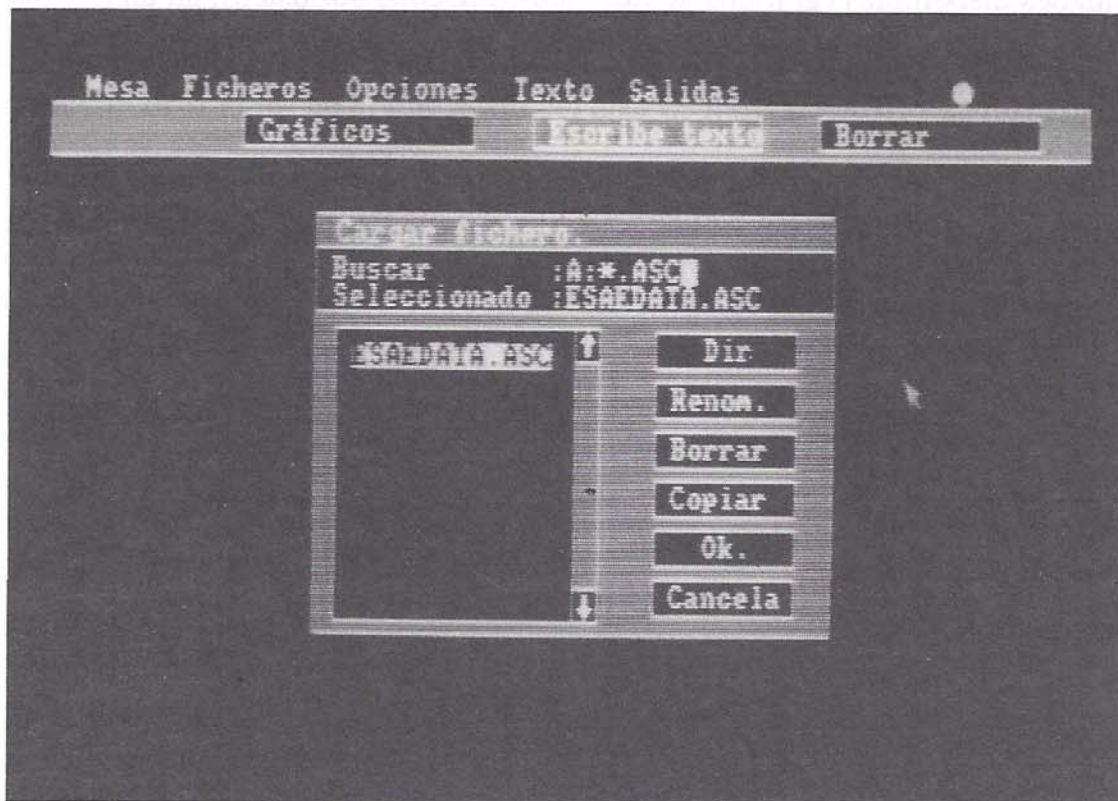 Mesa Ficheros Opciones Texto Salidas
Gráficos Escribe texto Borrar
Cargar fichero.
Buscar :A:*.ASC
Seleccionado :ESAEDATA.ASC
ESAEDATA.ASC
Dir
Renom.
Borrar
Copiar
Ok.
Cancela